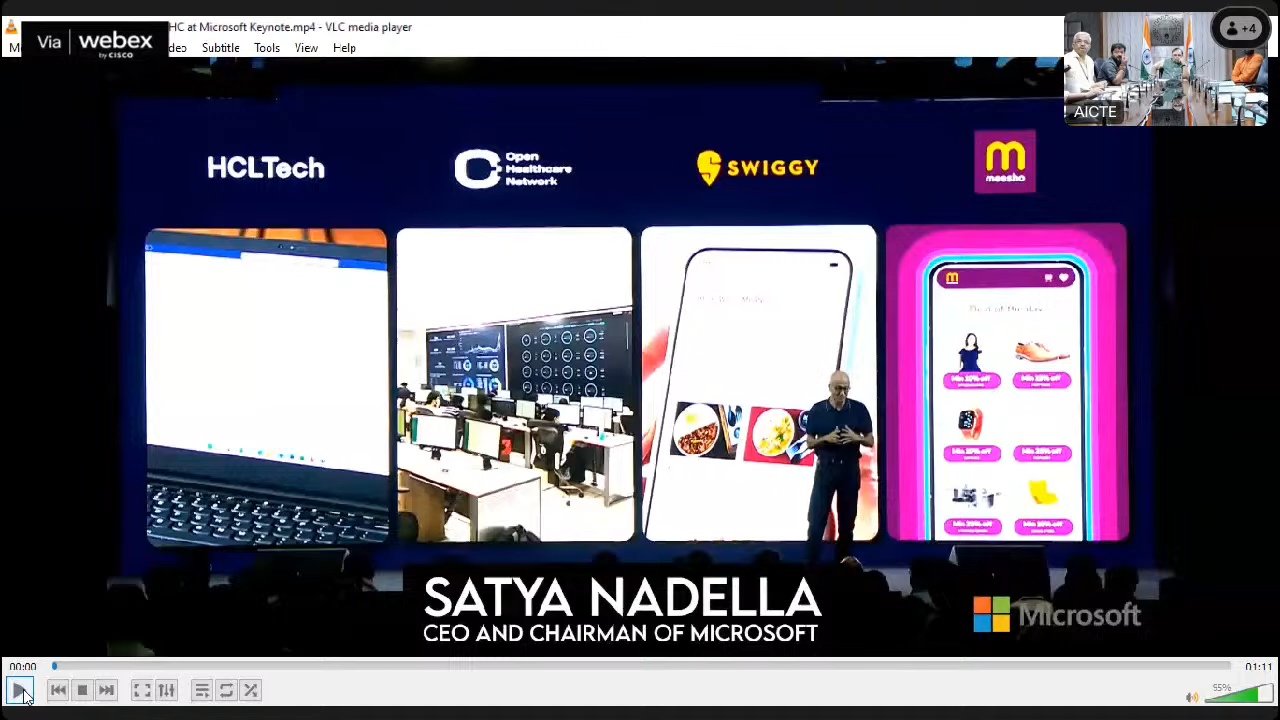 HC at Microsoft Keynote.mp4 - VLC media player
Via webex
by CISCO
Subtitle Tools View Help
+4
AICTE
HCLTech
Open
Healthcare
Network
SWIGGY
m
meesho
m
SATYA NADELLA
CEO AND CHAIRMAN OF MICROSOFT
Microsoft
00:00
01:11
55%